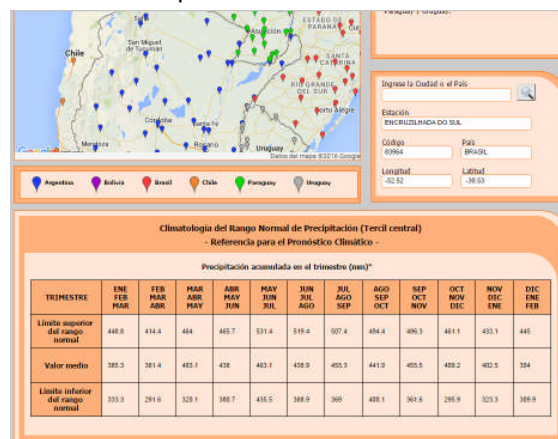 Paraguay y Uruguay.
ESTADO DE
PARANÁ
Asunción
San Miguel
de Tucumán
Chile
SANTA
CATARINA
RIO GRANDE
DEL SUR
Porto Alegre
Córdoba
Santa Fe
Mendoza
Rosario
Uruguay
Datos del mapa ©2016 Google
Ingrese la Ciudad o el País
Estación
ENCRUZILHADA DO SUL
Código País
83964 BRASIL
Longitud Latitud
-52.52 -30.53
Argentina Bolivia Brasil Chile Paraguay Uruguay
Climatología del Rango Normal de Precipitación (Tercil central)
- Referencia para el Pronóstico Climático -
Precipitación acumulada en el trimestre (mm)*
TRIMESTRE ENE FEB MAR FEB MAR ABR MAR ABR MAY ABR MAY JUN MAY JUN JUL JUN JUL AGO JUL AGO SEP AGO SEP OCT SEP OCT NOV OCT NOV DIC NOV DIC ENE DIC ENE FEB
Límite superior del rango normal 448.8 414.4 464 465.7 531.4 519.4 507.4 494.4 496.3 461.1 433.1 445
Valor medio 385.3 381.4 403.1 438 463.1 438.9 455.3 441.9 455.5 400.2 402.5 384
Límite inferior del rango normal 333.3 291.6 320.1 380.7 435.5 388.9 369 400.1 361.6 295.9 323.3 309.9